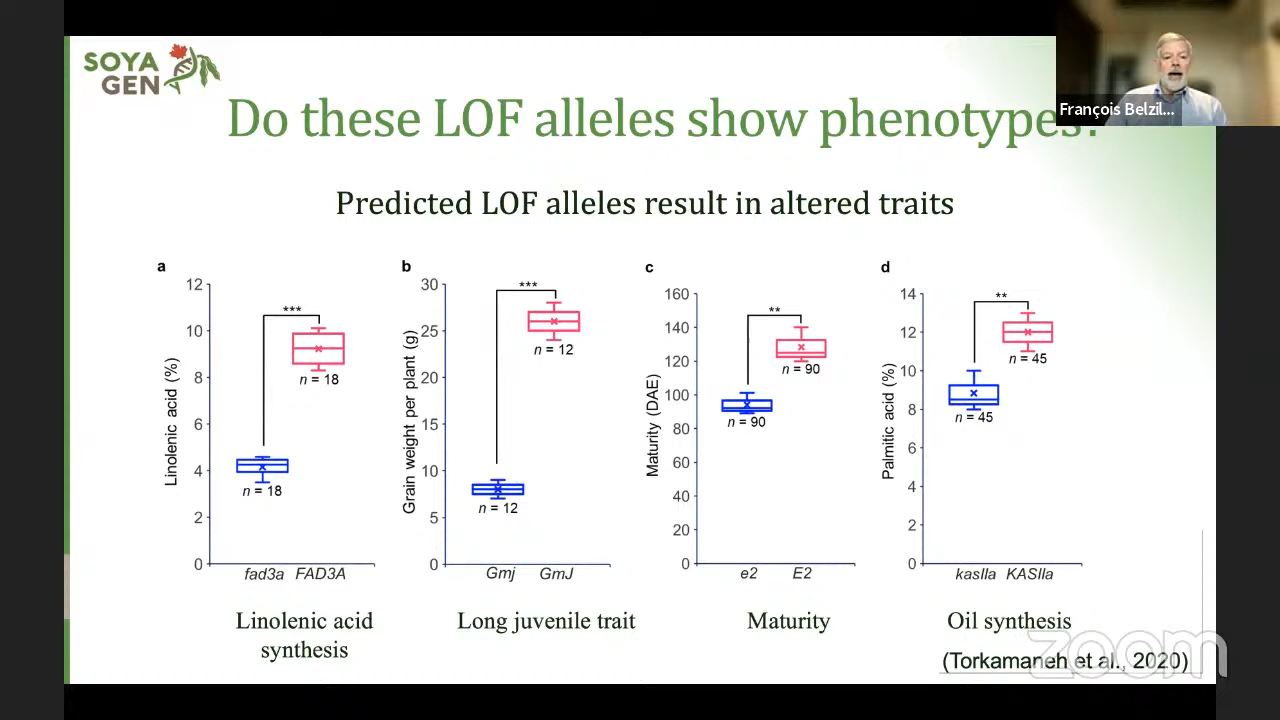 SOYA
GEN
François Belzil...
Do these LOF alleles show phenotypes?
Predicted LOF alleles result in altered traits
a
Linolenic acid (%)
12
10
8
6
4
2
0
***
n = 18
n = 18
fad3a FAD3A
Linolenic acid
synthesis
b
Grain weight per plant (g)
30
25
20
15
10
5
0
***
n = 12
n = 12
Gmj GmJ
Long juvenile trait
c
Maturity (DAE)
160
140
120
100
80
60
40
20
0
**
n = 90
n = 90
e2 E2
Maturity
d
Palmitic acid (%)
14
12
10
8
6
4
2
0
**
n = 45
n = 45
kasIIa KASIIa
Oil synthesis
(Torkamaneh et al., 2020)
zoom